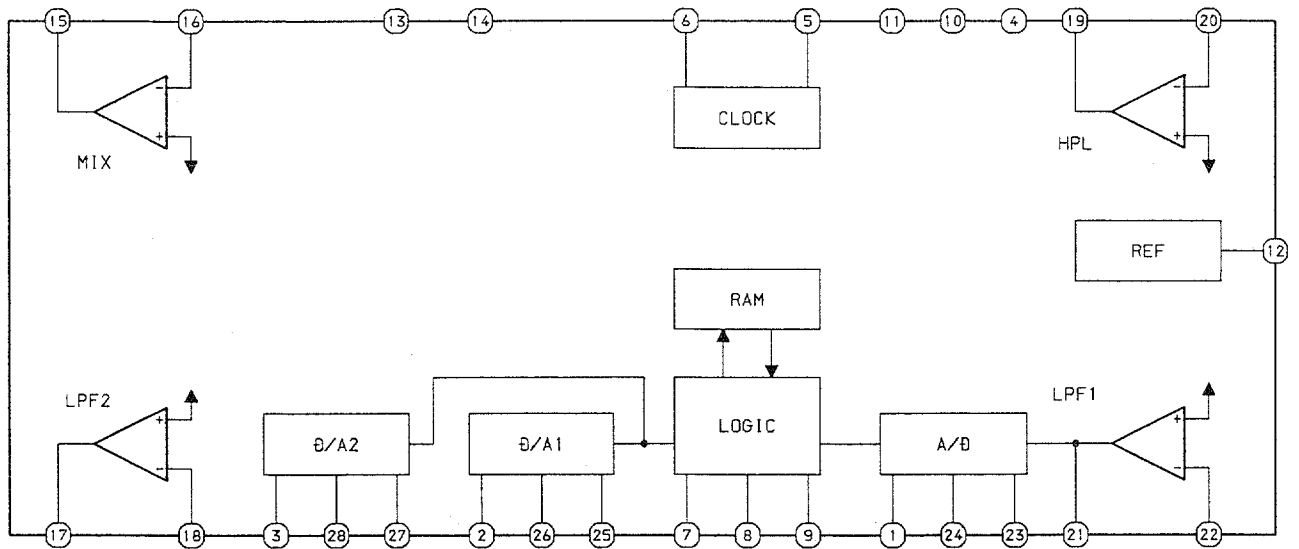 15 16 13 14 6 5 11 10 4 19 20
- + MIX
CLOCK
- + HPL
REF 12
RAM
LPF2 + -
D/A2
D/A1
LOGIC
A/D
LPF1 + -
17 18 3 28 27 2 26 25 7 8 9 1 24 23 21 22